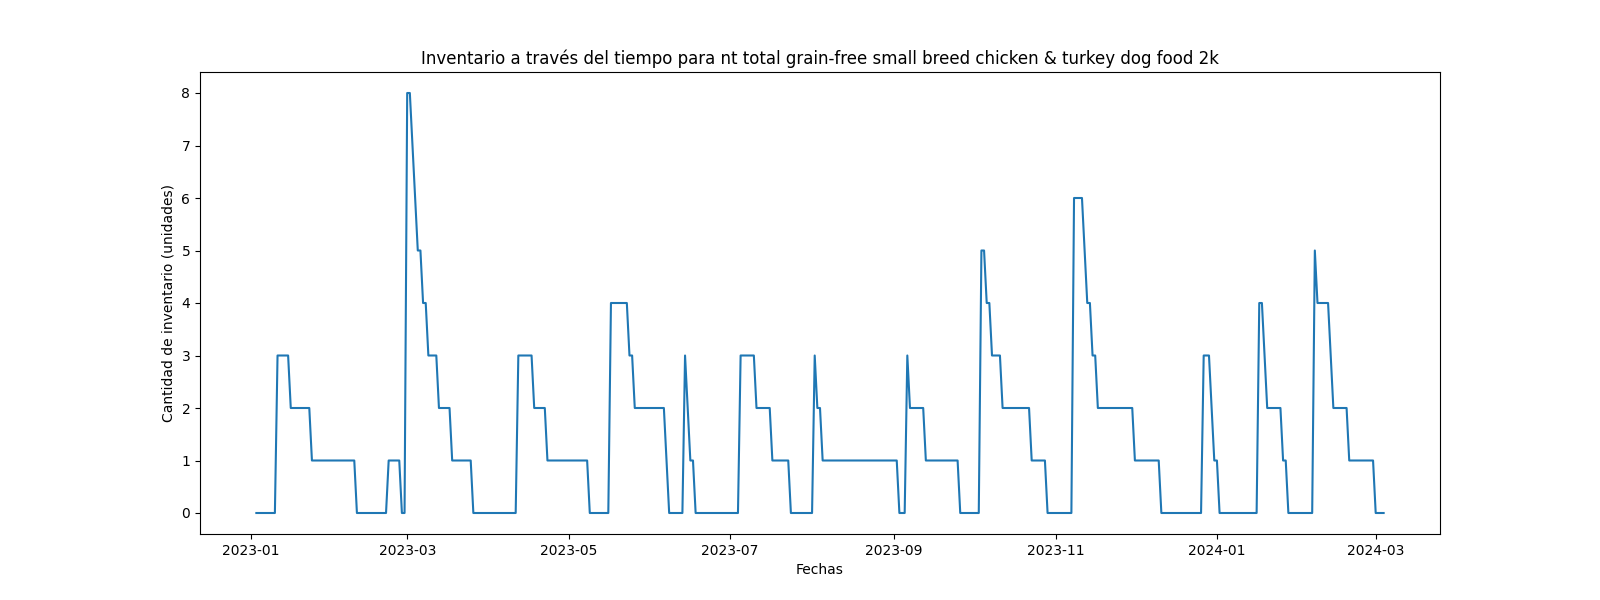 Inventario a través del tiempo para nt total grain-free small breed chicken & turkey dog food 2k
Cantidad de inventario (unidades)
8
7
6
5
4
3
2
1
0
2023-01 2023-03 2023-05 2023-07 2023-09 2023-11 2024-01 2024-03
Fechas